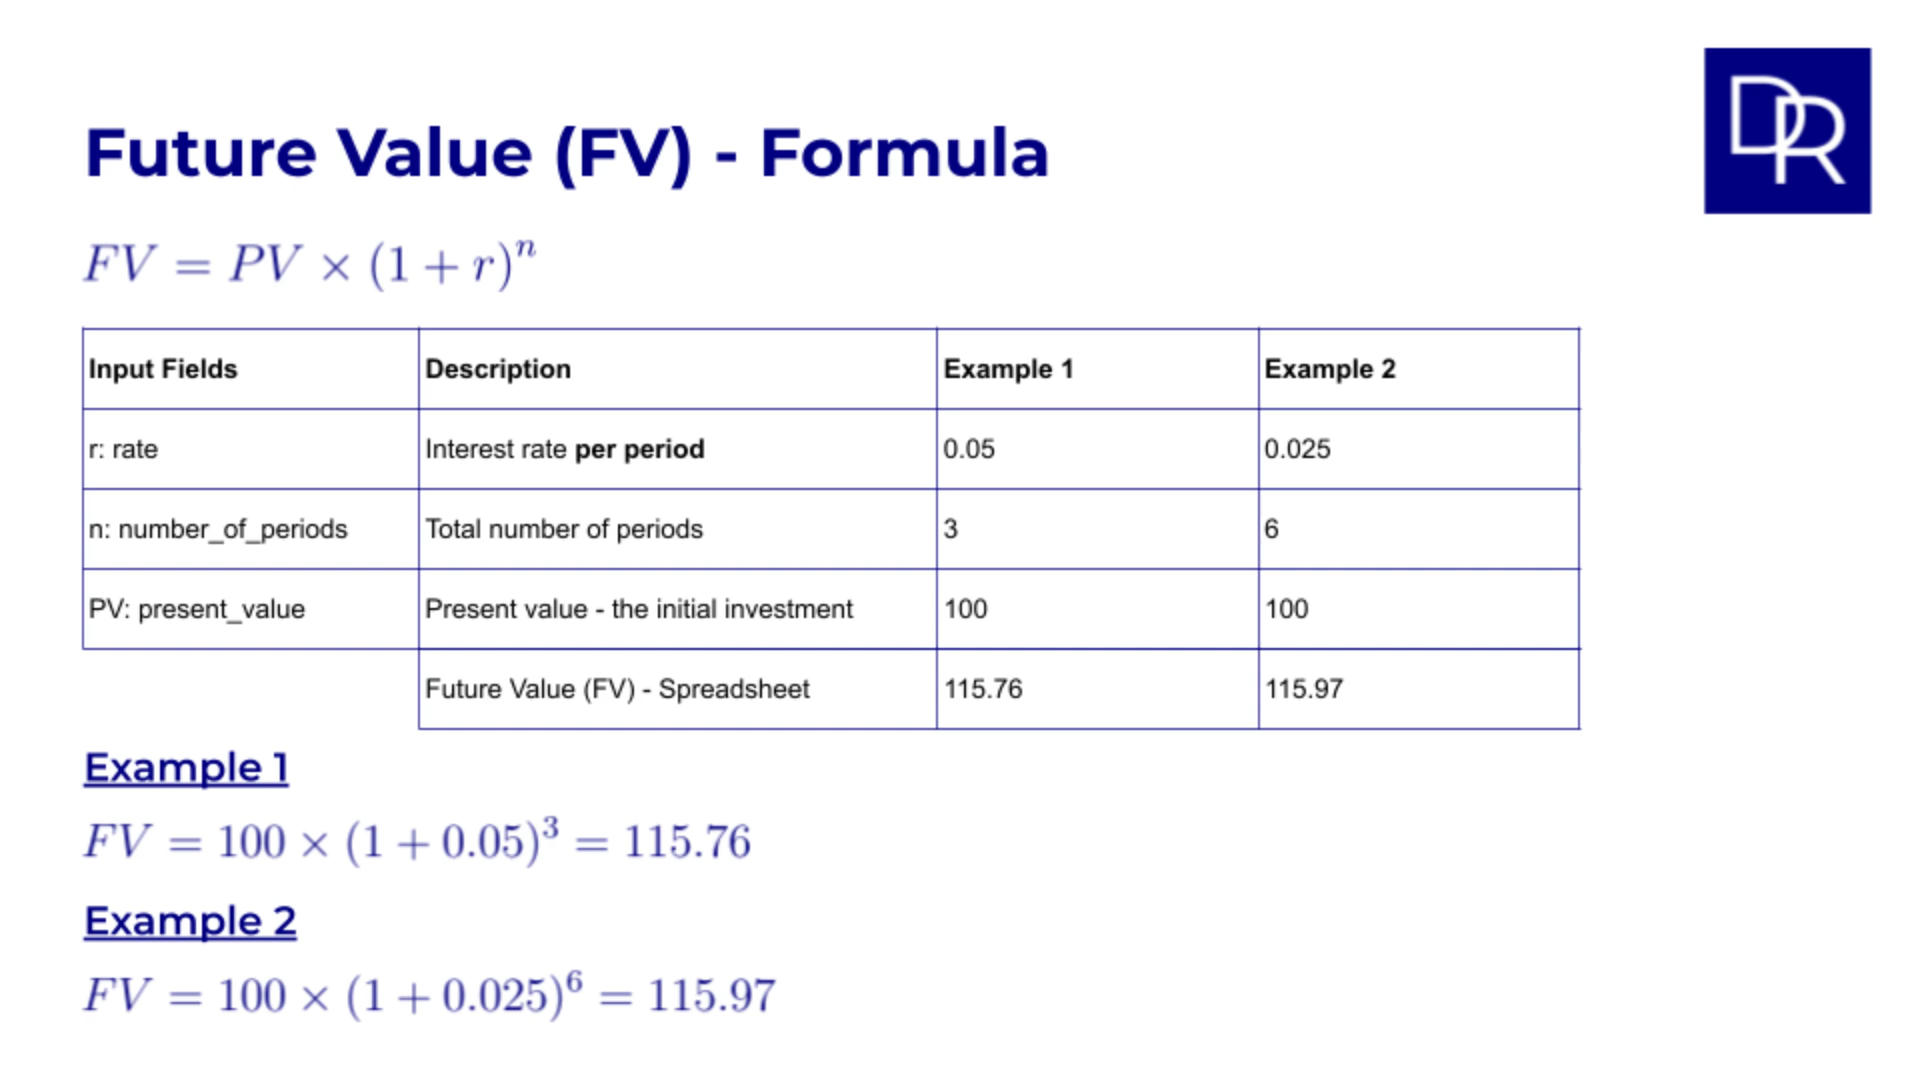 DR
Future Value (FV) - Formula
FV = PV × (1 + r)ⁿ
Input Fields Description Example 1 Example 2
r: rate Interest rate per period 0.05 0.025
n: number_of_periods Total number of periods 3 6
PV: present_value Present value - the initial investment 100 100
Future Value (FV) - Spreadsheet 115.76 115.97
Example 1
FV = 100 × (1 + 0.05)³ = 115.76
Example 2
FV = 100 × (1 + 0.025)⁶ = 115.97